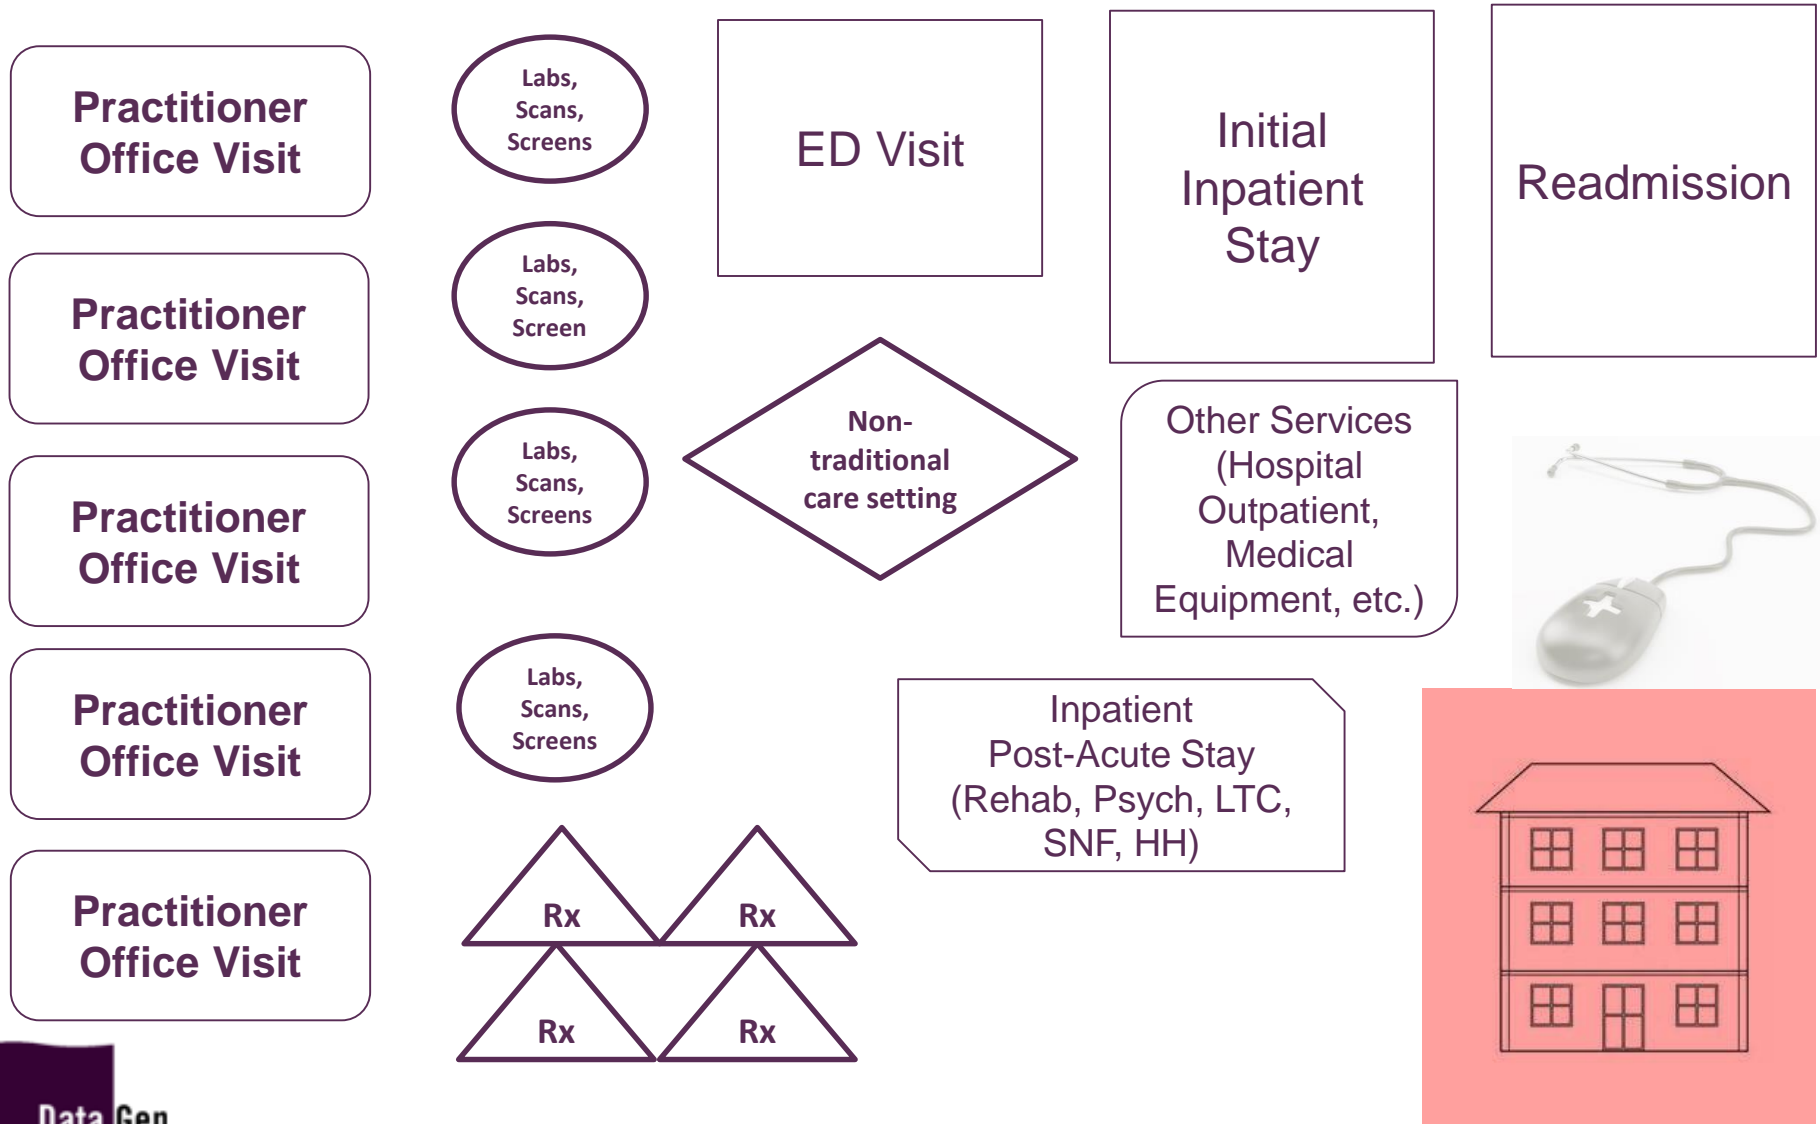 Practitioner
Office Visit
Practitioner
Office Visit
Practitioner
Office Visit
Practitioner
Office Visit
Practitioner
Office Visit
Labs,
Scans,
Screens
Labs,
Scans,
Screen
Labs,
Scans,
Screens
Labs,
Scans,
Screens
Rx
Rx
Rx
Rx
ED Visit
Non-
traditional
care setting
Initial
Inpatient
Stay
Readmission
Other Services
(Hospital
Outpatient,
Medical
Equipment, etc.)
Inpatient
Post-Acute Stay
(Rehab, Psych, LTC,
SNF, HH)
Data Gen